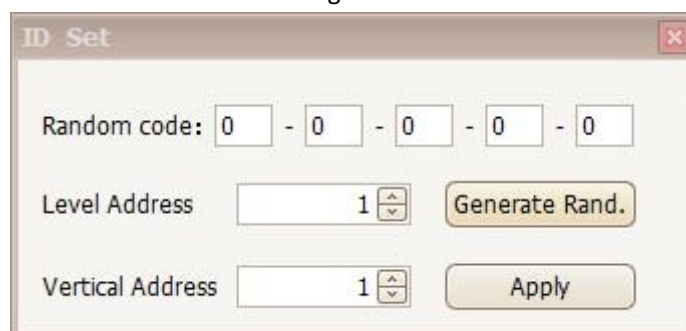 ID Set
Random code: 0 - 0 - 0 - 0 - 0
Level Address 1 Generate Rand.
Vertical Address 1 Apply